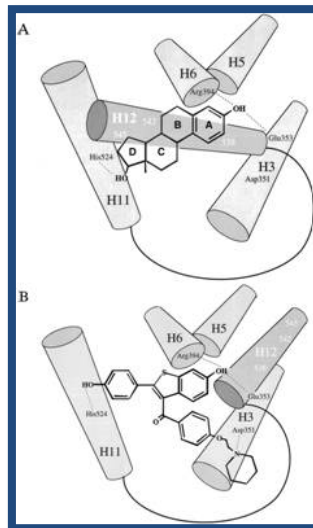 A
H6
H5
Arg394
OH
H12
B
A
Glu353
D
C
His524
HO
H3
Asp351
H11
B
H6
H5
H12
Arg394
OH
Glu353
HO
H3
His524
Asp351
O
O
N
H11